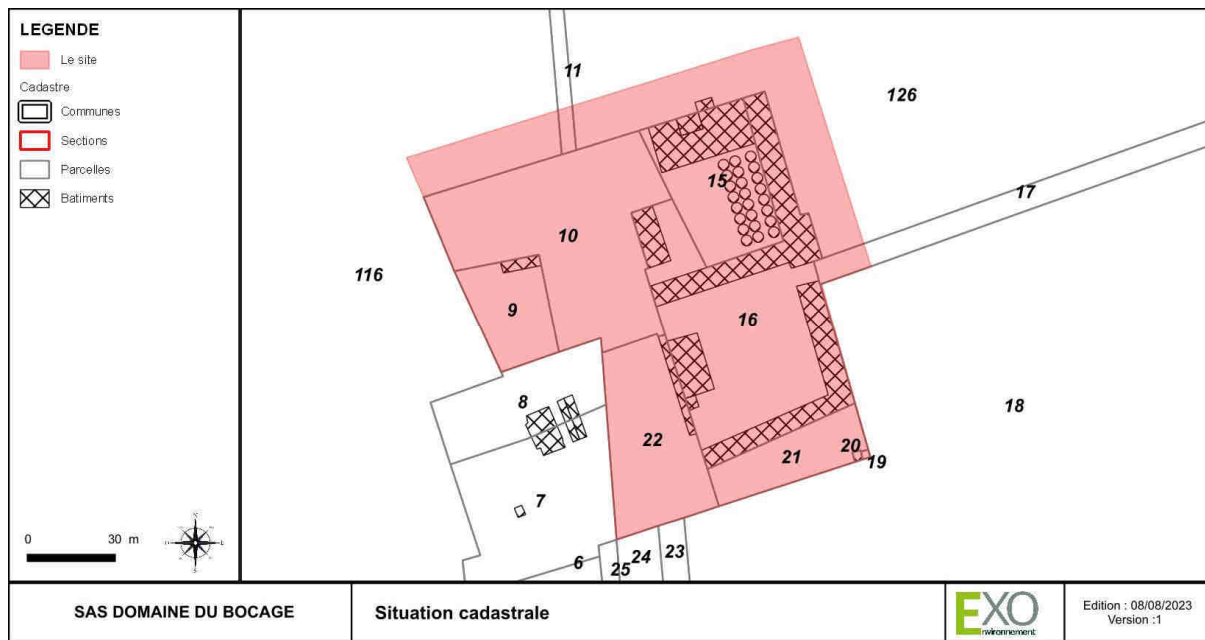 LEGENDE
Le site
Cadastre
Communes
Sections
Parcelles
Batiments
0 30 m
11
126
15
17
10
116
9
16
8
18
22
20
21
19
7
6
25
24
23
SAS DOMAINE DU BOCAGE
Situation cadastrale
EXO
nvironnement
Edition : 08/08/2023
Version :1